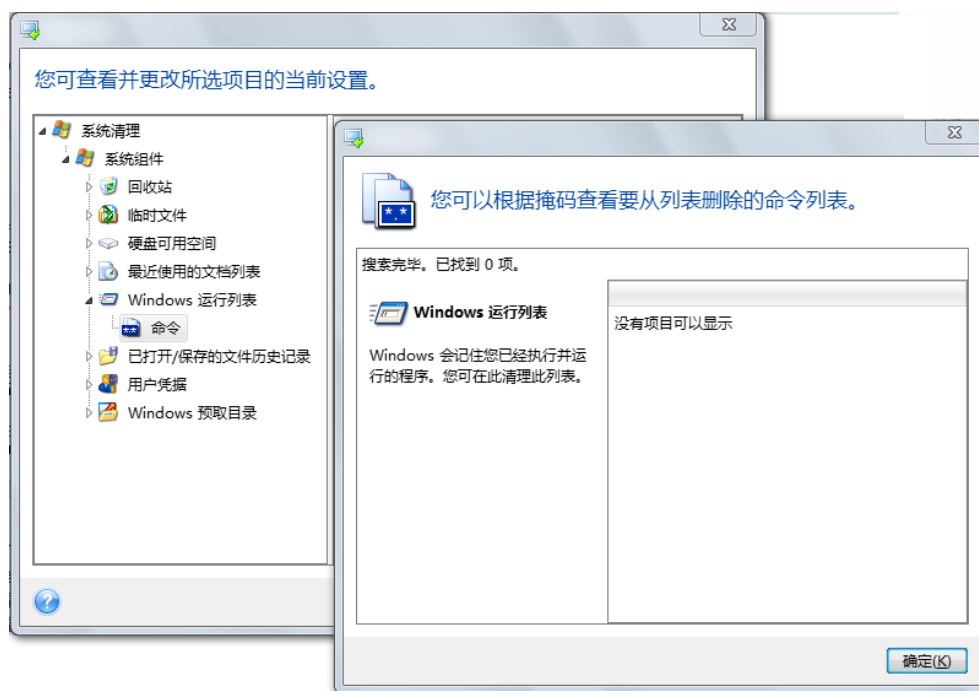 您可查看并更改所选项目的当前设置。
系统清理
系统组件
回收站
临时文件
硬盘可用空间
最近使用的文档列表
Windows 运行列表
命令
已打开/保存的文件历史记录
用户凭据
Windows 预取目录
*.*
您可以根据掩码查看要从列表删除的命令列表。
搜索完毕。已找到 0 项。
Windows 运行列表
Windows 会记住您已经执行并运
行的程序。您可在此清理此列表。
没有项目可以显示
确定(K)